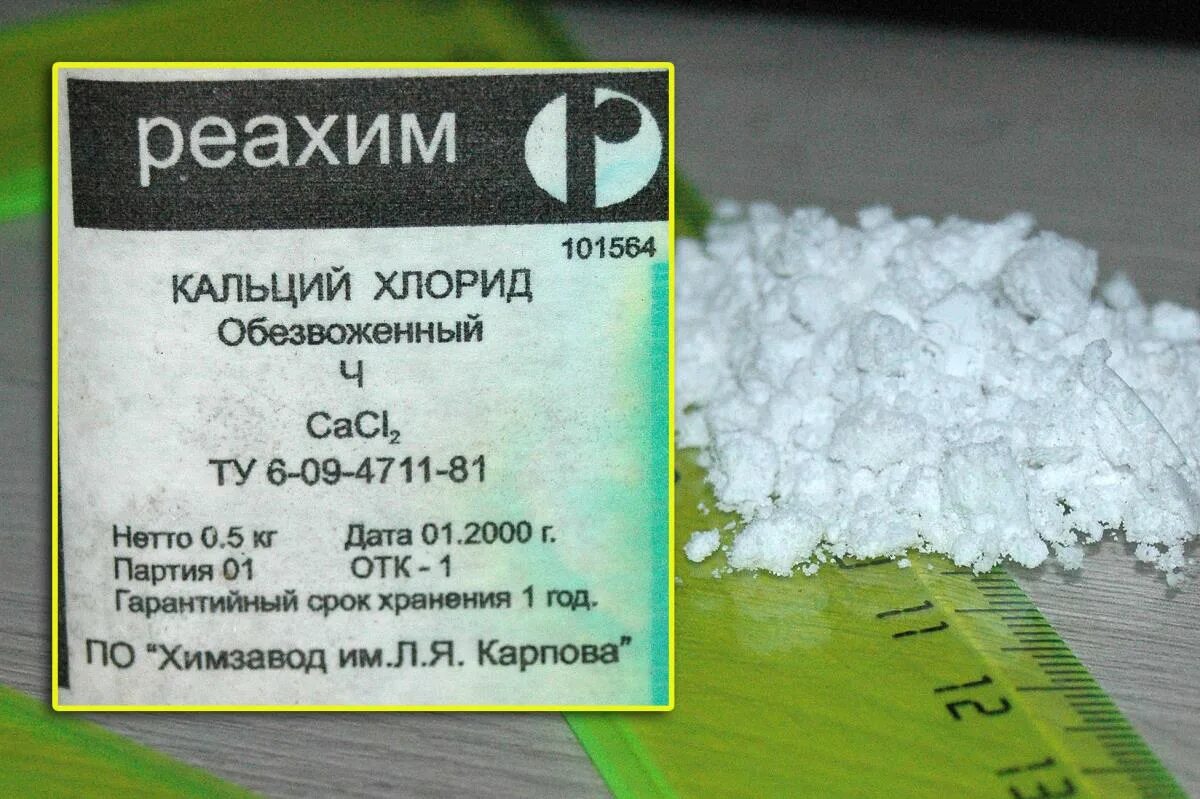 реахим
101564
КАЛЬЦИЙ ХЛОРИД
Обезвоженный
Ч
CaCl₂
ТУ 6-09-4711-81
Нетто 0.5 кг Дата 01.2000 г.
Партия 01 ОТК - 1
Гарантийный срок хранения 1 год.
ПО "Химзавод им.Л.Я. Карпова"
11
12
13